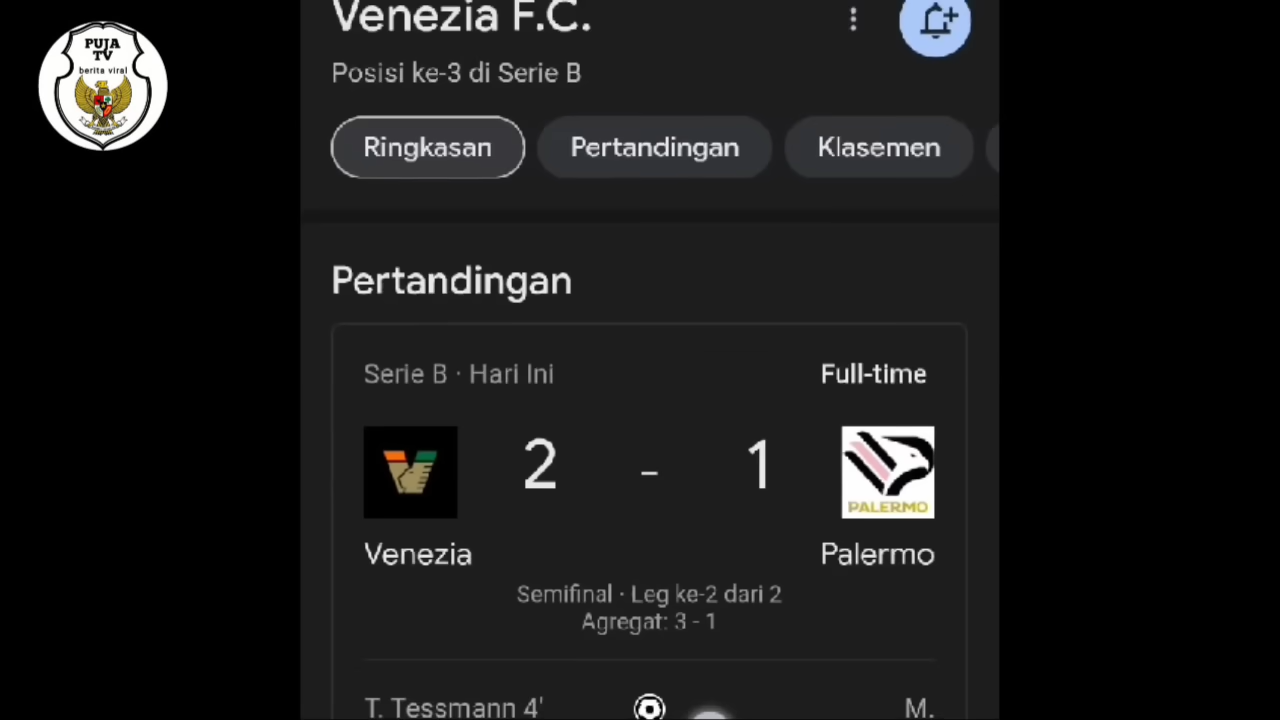 PUJA
TV
berita viral
Venezia F.C.
Posisi ke-3 di Serie B
Ringkasan
Pertandingan
Klasemen
Pertandingan
Serie B · Hari Ini
Full-time
2 - 1
PALERMO
Venezia
Palermo
Semifinal · Leg ke-2 dari 2
Agregat: 3 - 1
T. Tessmann 4'
M.